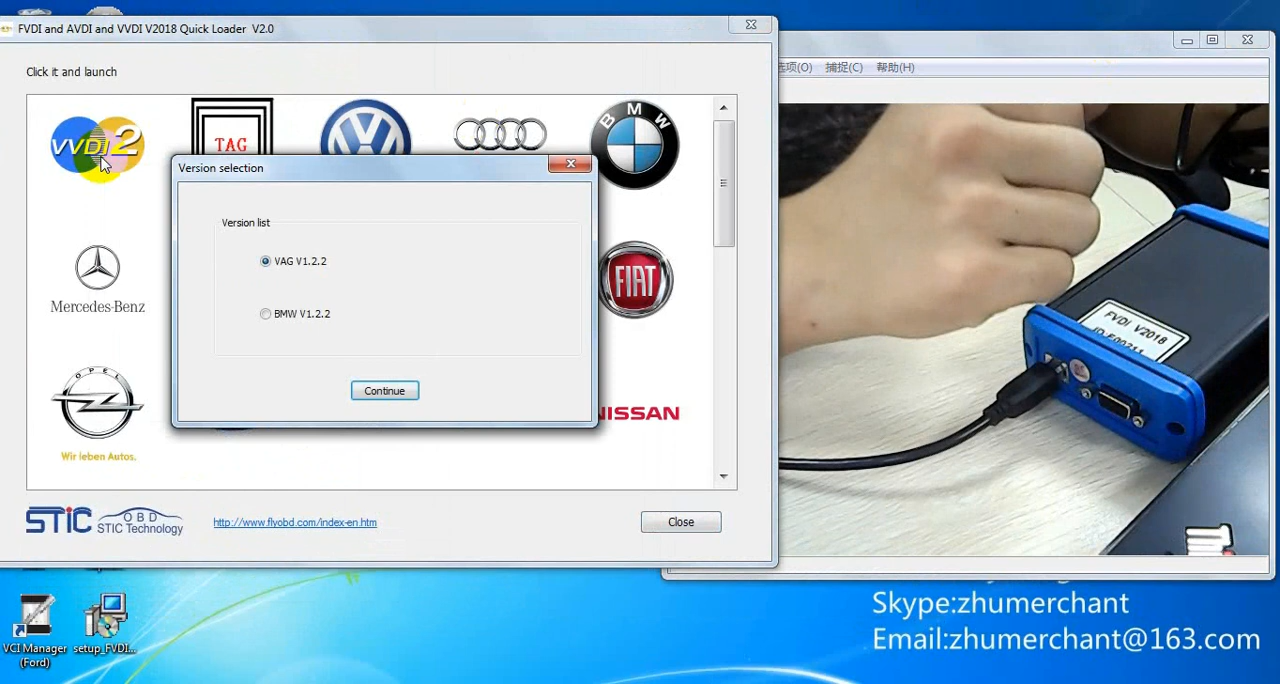 FVDI and AVDI and VVDI V2018 Quick Loader V2.0
Click it and launch
VVDI2
TAG
BMW
Version selection
Version list
VAG V1.2.2
BMW V1.2.2
Continue
Mercedes-Benz
FIAT
OPEL
Wir leben Autos.
NISSAN
STIC OBD
STIC Technology
http://www.flyobd.com/index-en.htm
Close
选项(O) 捕捉(C) 帮助(H)
FVDI V2018
Skype:zhumerchant
Email:zhumerchant@163.com
VCI Manager
(Ford)
setup_FVDI...